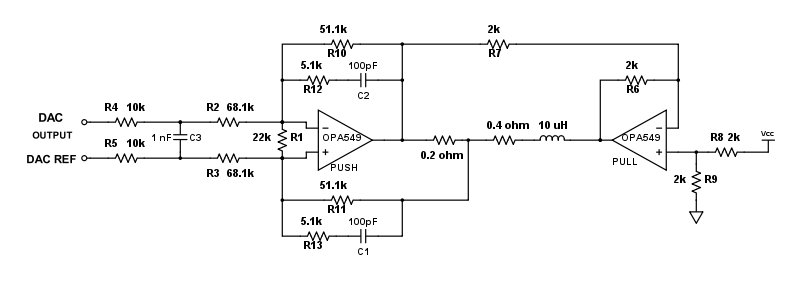 51.1k
R10
2k
R7
5.1k
R12
100pF
C2
2k
R6
DAC
OUTPUT
R4 10k
R2 68.1k
1 nF C3
22k R1
OPA549
PUSH
0.2 ohm
0.4 ohm
10 uH
OPA549
PULL
R8 2k
Vcc
2k R9
DAC REF
R5 10k
R3 68.1k
51.1k
R11
5.1k
R13
100pF
C1